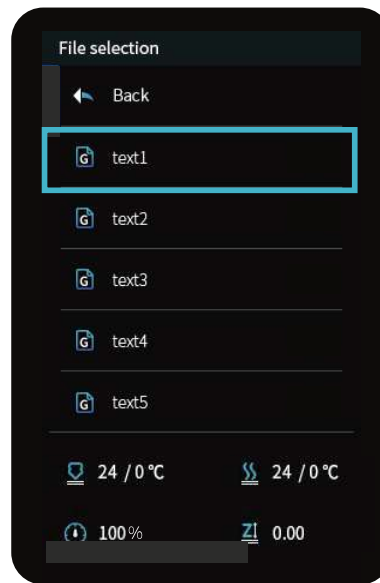 File selection
Back
G text1
G text2
G text3
G text4
G text5
24 / 0 ℃ 24 / 0 ℃
100% Z 0.00